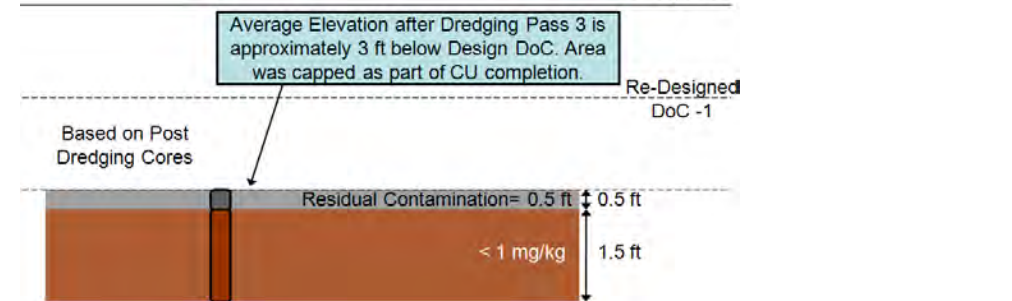 Average Elevation after Dredging Pass 3 is
approximately 3 ft below Design DoC. Area
was capped as part of CU completion.
Re-Designed
DoC -1
Based on Post
Dredging Cores
Residual Contamination= 0.5 ft
0.5 ft
< 1 mg/kg
1.5 ft